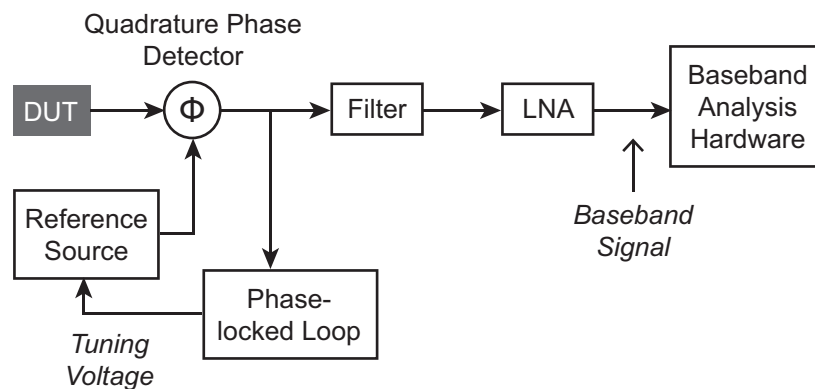 Quadrature Phase
Detector
DUT
Φ
Filter
LNA
Baseband
Analysis
Hardware
Reference
Source
Baseband
Signal
Phase-
locked Loop
Tuning
Voltage